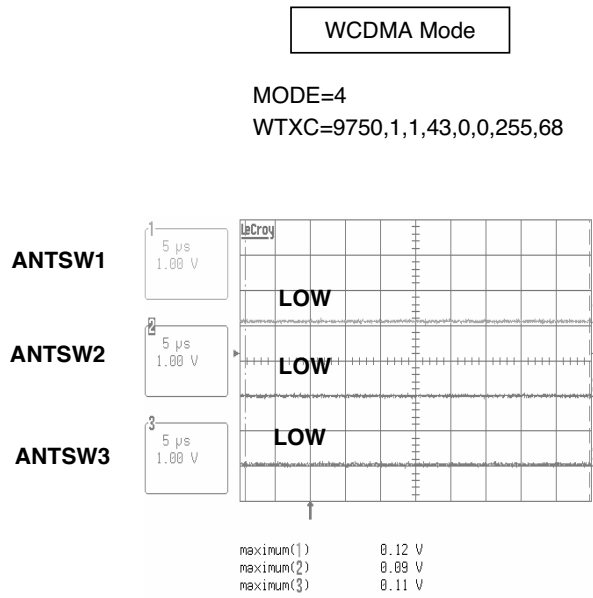 WCDMA Mode
MODE=4
WTXC=9750,1,1,43,0,0,255,68
LeCroy
1
5 µs
1.00 V
ANTSW1
LOW
2
5 µs
1.00 V
ANTSW2
LOW
3
5 µs
1.00 V
ANTSW3
LOW
maximum(1) 0.12 V
maximum(2) 0.09 V
maximum(3) 0.11 V